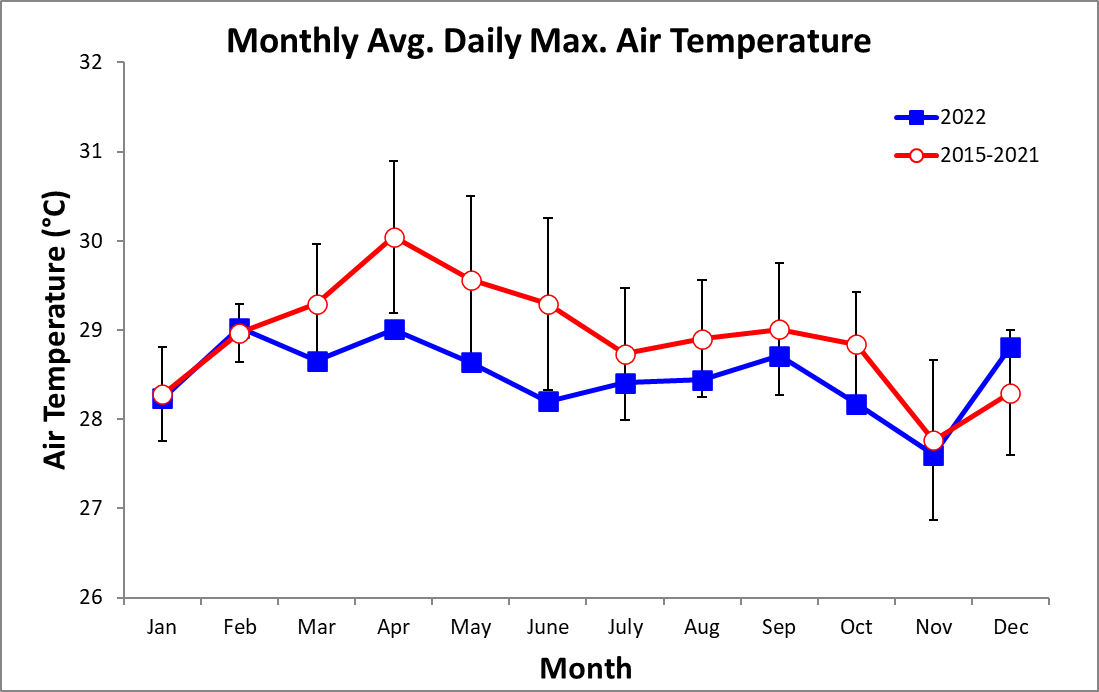 Monthly Avg. Daily Max. Air Temperature
32
31
30
29
28
27
26
Air Temperature (°C)
2022
2015-2021
Jan Feb Mar Apr May June July Aug Sep Oct Nov Dec
Month